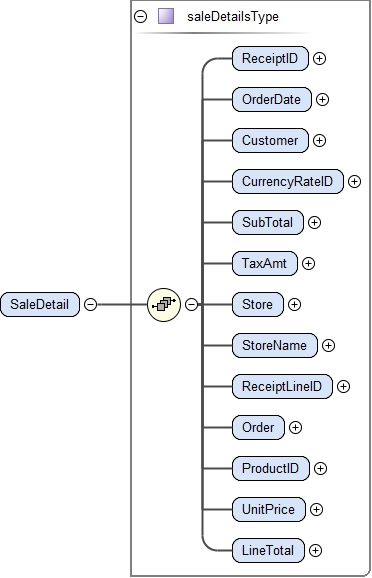 saleDetailsType
ReceiptID
OrderDate
Customer
CurrencyRateID
SubTotal
TaxAmt
SaleDetail
Store
StoreName
ReceiptLineID
Order
ProductID
UnitPrice
LineTotal